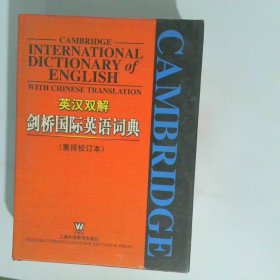 CAMBRIDGE
INTERNATIONAL
DICTIONARY of
ENGLISH
WITH CHINESE TRANSLATION
英汉双解
剑桥国际英语词典
(重排校订本)
上海外语教育出版社
SHANGHAI FOREIGN LANGUAGE EDUCATION PRESS
CAMBRIDGE